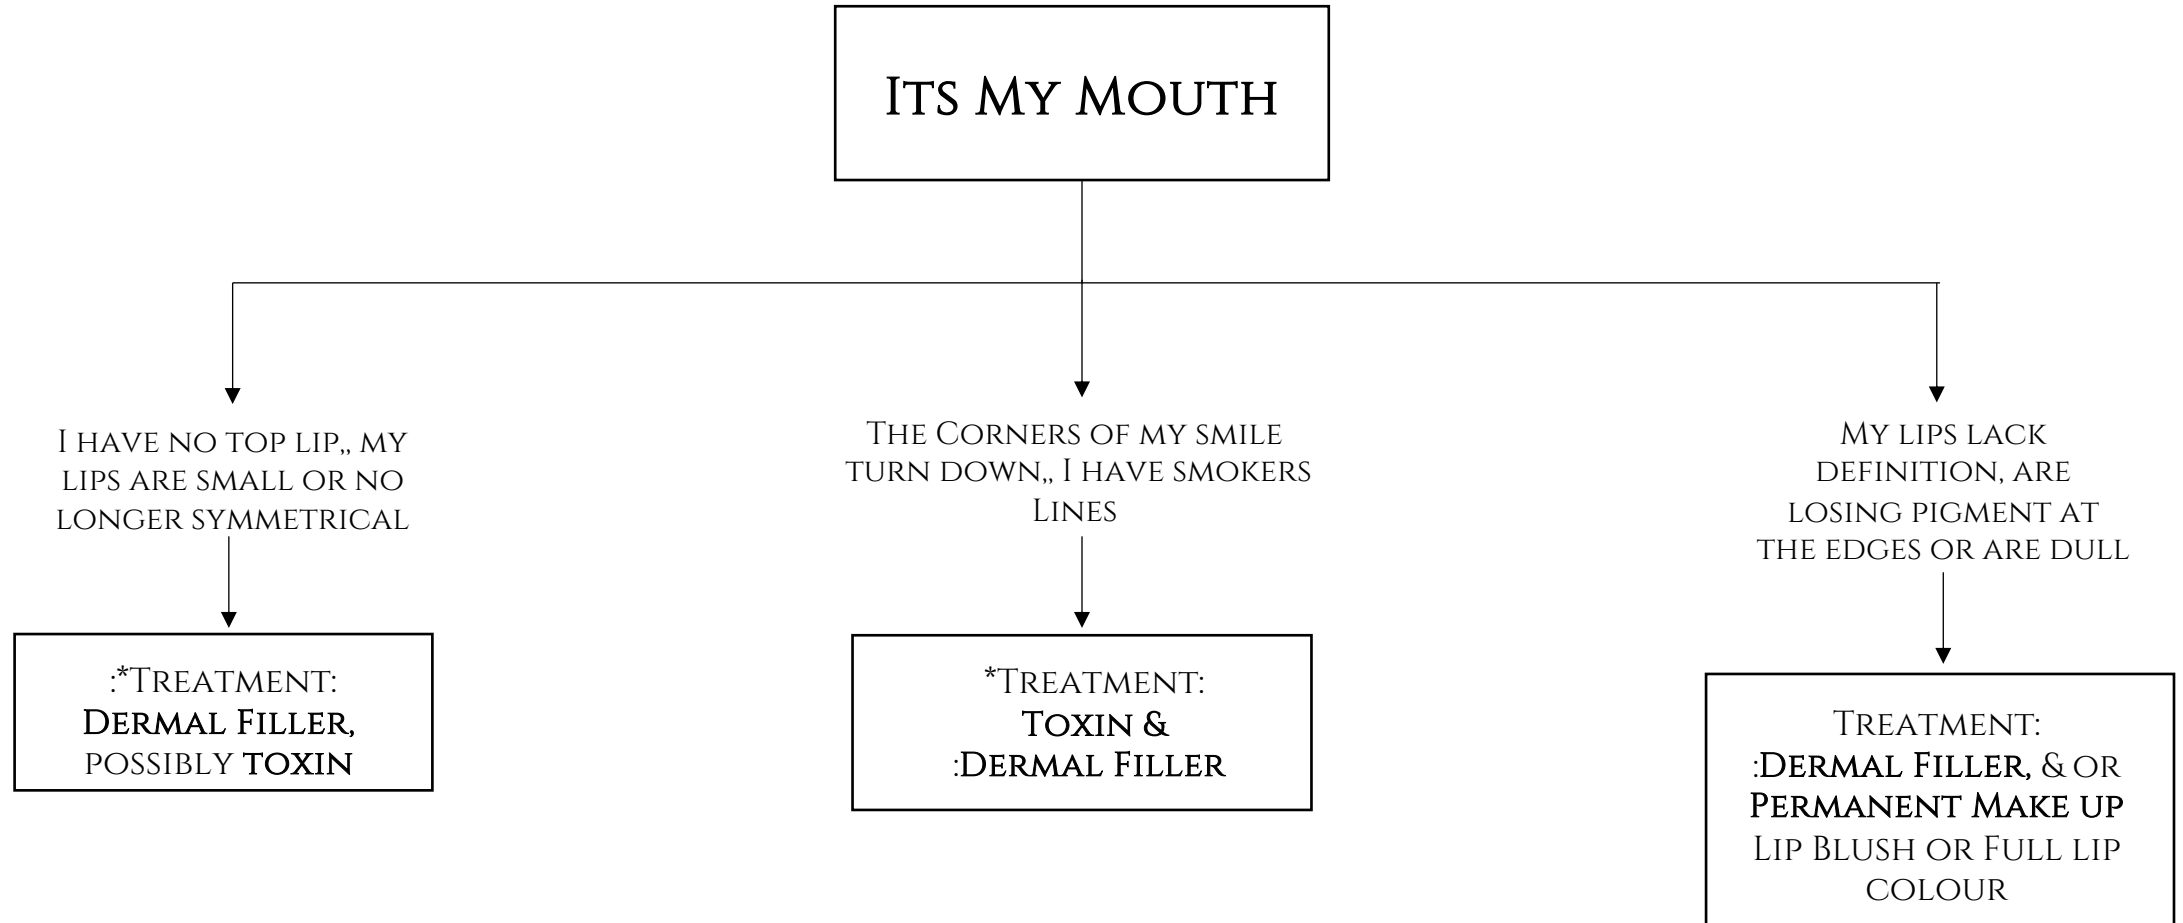 Its My Mouth
I have no top lip,, my
lips are small or no
longer symmetrical
The Corners of my smile
turn down,, I have smokers
Lines
My lips lack
definition, are
losing pigment at
the edges or are dull
:*Treatment:
Dermal Filler,
possibly toxin
*Treatment:
Toxin &
:Dermal Filler
Treatment:
:Dermal Filler, & or
Permanent Make up
Lip Blush or Full lip
colour